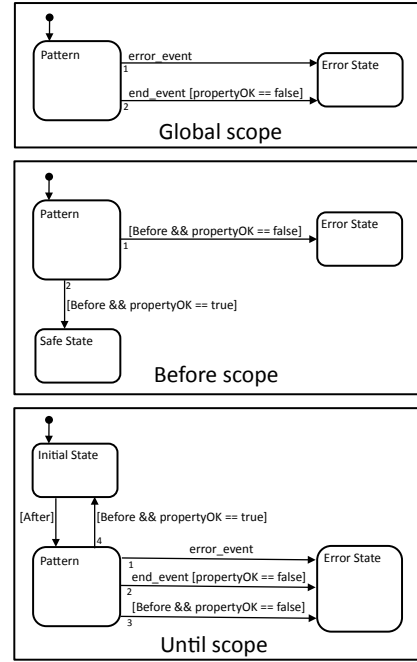 Pattern
error_event
1
Error State
end_event [propertyOK == false]
2
Global scope
Pattern
[Before && propertyOK == false]
1
Error State
2
[Before && propertyOK == true]
Safe State
Before scope
Initial State
[After]
[Before && propertyOK == true]
4
Pattern
error_event
1
Error State
end_event [propertyOK == false]
2
[Before && propertyOK == false]
3
Until scope